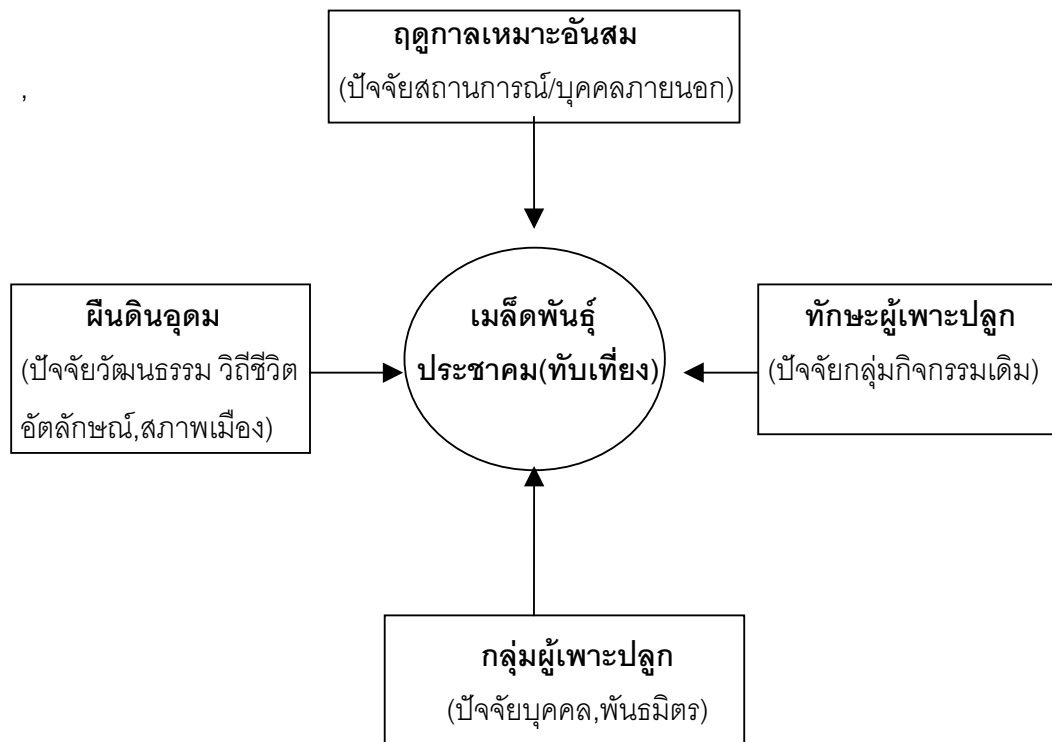 ฤดูกาลเหมาะอันสม
(ปัจจัยสถานการณ์/บุคคลภายนอก)
,
ผืนดินอุดม
(ปัจจัยวัฒนธรรม วิถีชีวิต
อัตลักษณ์,สภาพเมือง)
เมล็ดพันธุ์
ประชาคม(ทับเที่ยง)
ทักษะผู้เพาะปลูก
(ปัจจัยกลุ่มกิจกรรมเดิม)
กลุ่มผู้เพาะปลูก
(ปัจจัยบุคคล,พันธมิตร)